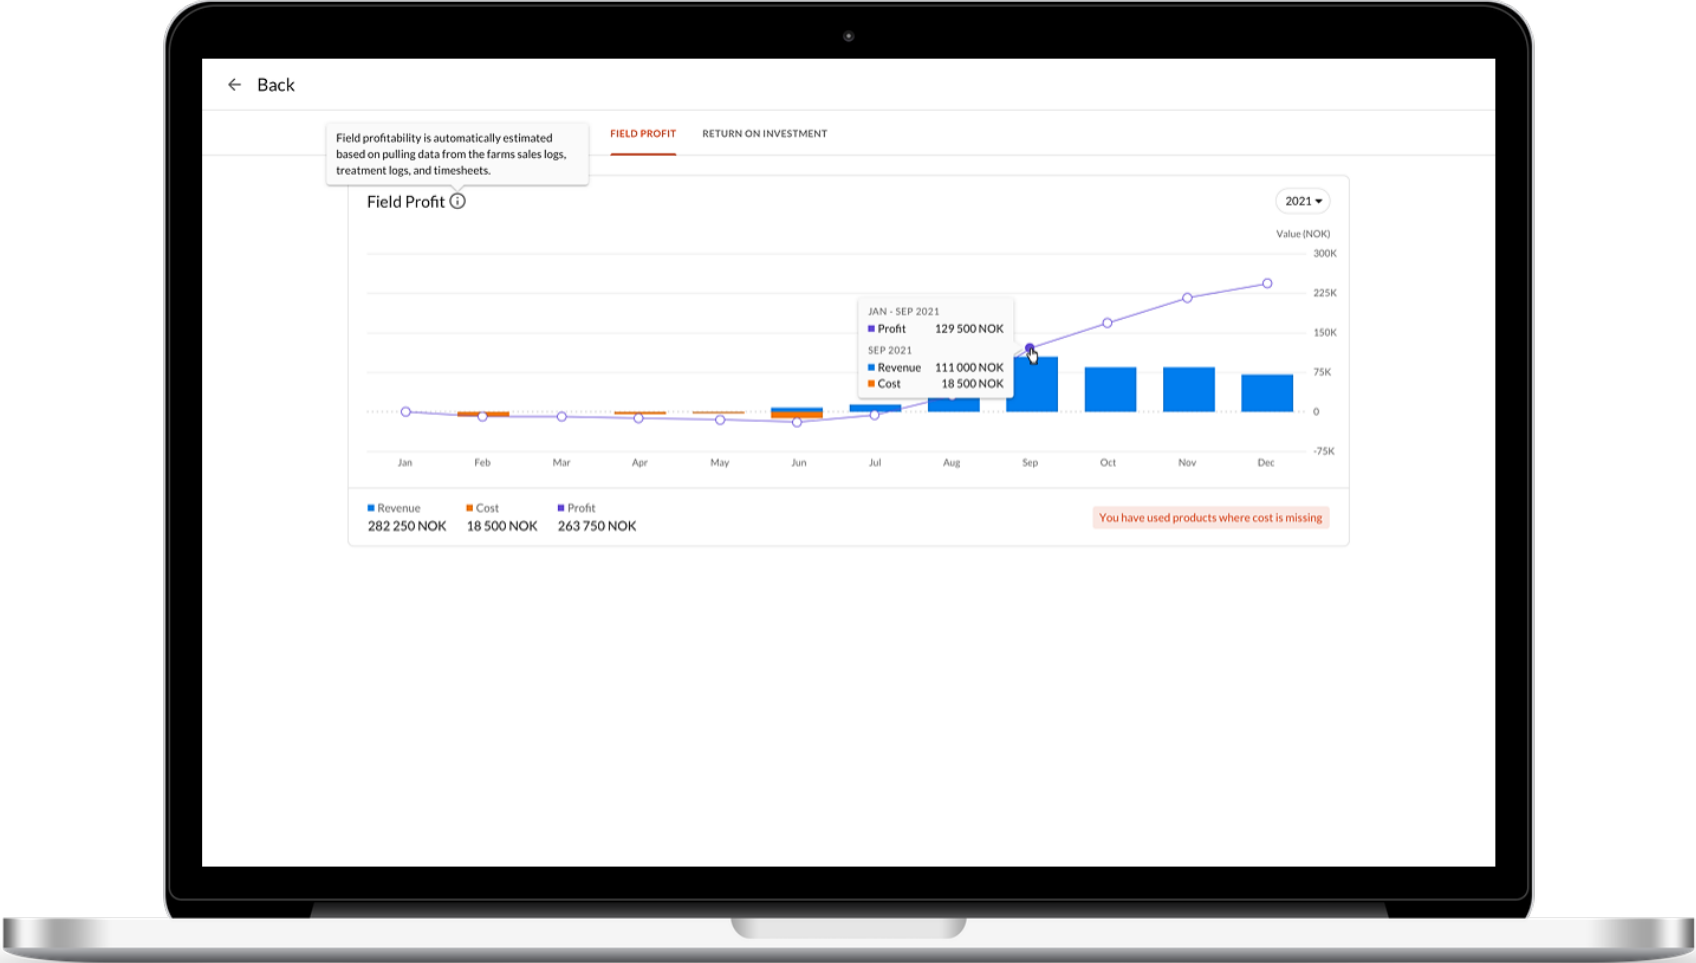 Back
Field profitability is automatically estimated
based on pulling data from the farms sales logs,
treatment logs, and timesheets.
FIELD PROFIT
RETURN ON INVESTMENT
Field Profit
2021
Value (NOK)
300K
225K
150K
75K
0
-75K
JAN - SEP 2021
Profit 129 500 NOK
SEP 2021
Revenue 111 000 NOK
Cost 18 500 NOK
Jan Feb Mar Apr May Jun Jul Aug Sep Oct Nov Dec
Revenue Cost Profit
282 250 NOK 18 500 NOK 263 750 NOK
You have used products where cost is missing